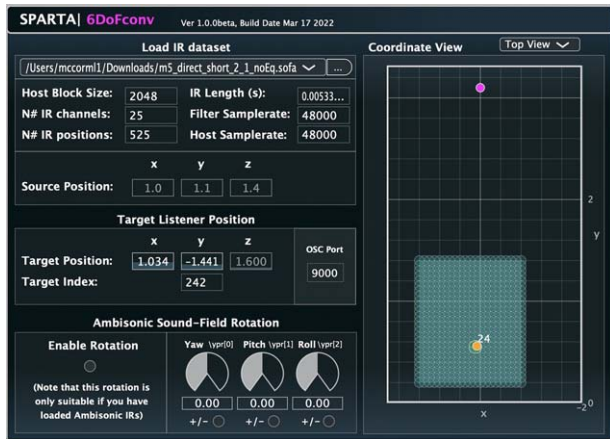 SPARTA| 6DoFconv Ver 1.0.0beta, Build Date Mar 17 2022
Load IR dataset
/Users/mccorml1/Downloads/m5_direct_short_2_1_noEq.sofa ...
Host Block Size: 2048 IR Length (s): 0.00533...
N# IR channels: 25 Filter Samplerate: 48000
N# IR positions: 525 Host Samplerate: 48000
x y z
Source Position: 1.0 1.1 1.4
Target Listener Position
x y z
OSC Port
Target Position: 1.034 -1.441 1.600
9000
Target Index: 242
Ambisonic Sound-Field Rotation
Enable Rotation
(Note that this rotation is
only suitable if you have
loaded Ambisonic IRs)
Yaw \ypr[0] Pitch \ypr[1] Roll \ypr[2]
0.00 0.00 0.00
+/- +/- +/-
Coordinate View Top View
2
y
24
x
-2 0